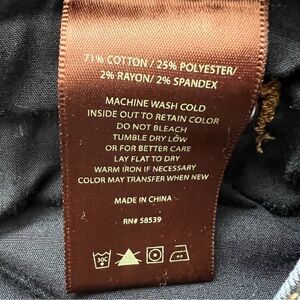 71% COTTON / 25% POLYESTER/
2% RAYON/ 2% SPANDEX
MACHINE WASH COLD
INSIDE OUT TO RETAIN COLOR
DO NOT BLEACH
TUMBLE DRY LOW
OR FOR BETTER CARE
LAY FLAT TO DRY
WARM IRON IF NECESSARY
COLOR MAY TRANSFER WHEN NEW
MADE IN CHINA
RN# 58539
30C